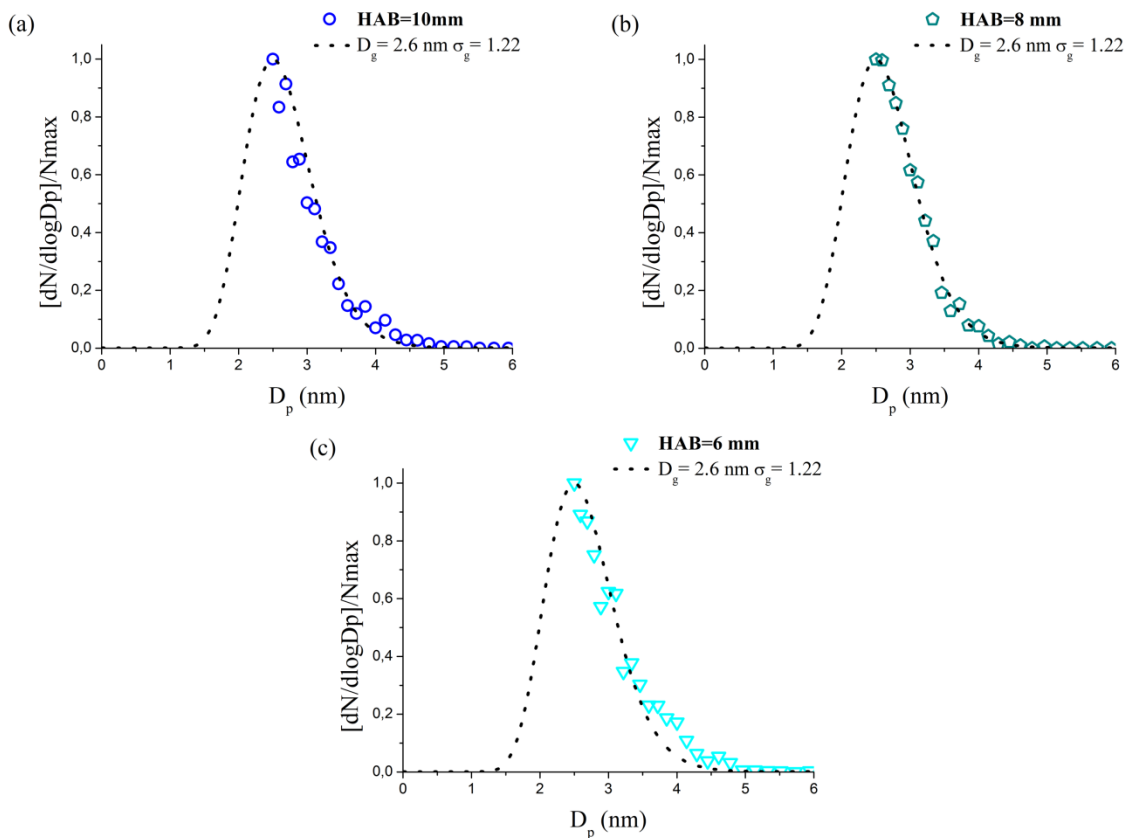 (a)
HAB=10mm
D_g = 2.6 nm σ_g = 1.22
1,0
0,8
0,6
0,4
0,2
0,0
[dN/dlogDp]/Nmax
0 1 2 3 4 5 6
D_p (nm)
(b)
HAB=8 mm
D_g = 2.6 nm σ_g = 1.22
1,0
0,8
0,6
0,4
0,2
0,0
[dN/dlogDp]/Nmax
0 1 2 3 4 5 6
D_p (nm)
(c)
HAB=6 mm
D_g = 2.6 nm σ_g = 1.22
1,0
0,8
0,6
0,4
0,2
0,0
[dN/dlogDp]/Nmax
0 1 2 3 4 5 6
D_p (nm)